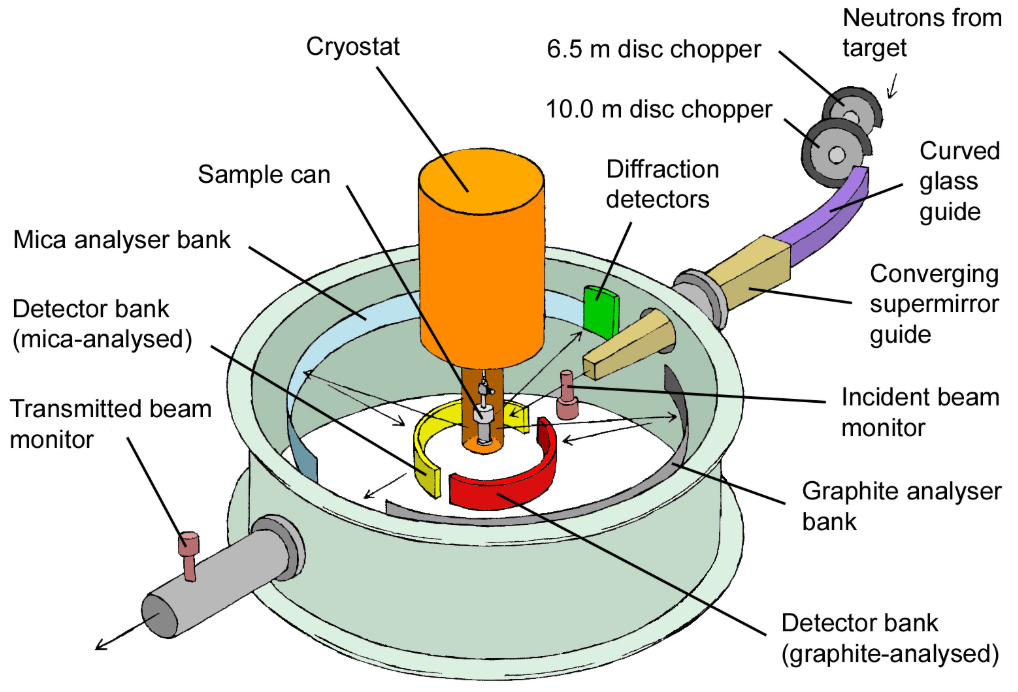 Neutrons from
target
Cryostat
6.5 m disc chopper
10.0 m disc chopper
Sample can
Diffraction
detectors
Curved
glass
guide
Mica analyser bank
Converging
supermirror
guide
Detector bank
(mica-analysed)
Transmitted beam
monitor
Incident beam
monitor
Graphite analyser
bank
Detector bank
(graphite-analysed)